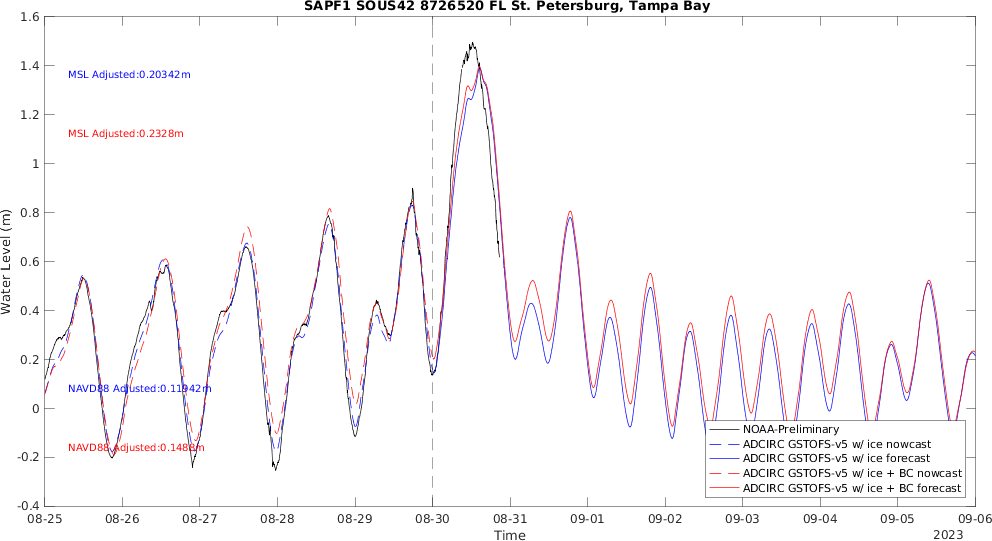 SAPF1 SOUS42 8726520 FL St. Petersburg, Tampa Bay
1.6
1.4
1.2
1
0.8
0.6
0.4
0.2
0
-0.2
-0.4
Water Level (m)
MSL Adjusted:0.20342m
MSL Adjusted:0.2328m
NAVD88 Adjusted:0.11942m
NAVD88 Adjusted:0.1488m
NOAA-Preliminary
ADCIRC GSTOFS-v5 w/ ice nowcast
ADCIRC GSTOFS-v5 w/ ice forecast
ADCIRC GSTOFS-v5 w/ ice + BC nowcast
ADCIRC GSTOFS-v5 w/ ice + BC forecast
08-25 08-26 08-27 08-28 08-29 08-30 08-31 09-01 09-02 09-03 09-04 09-05 09-06
Time
2023